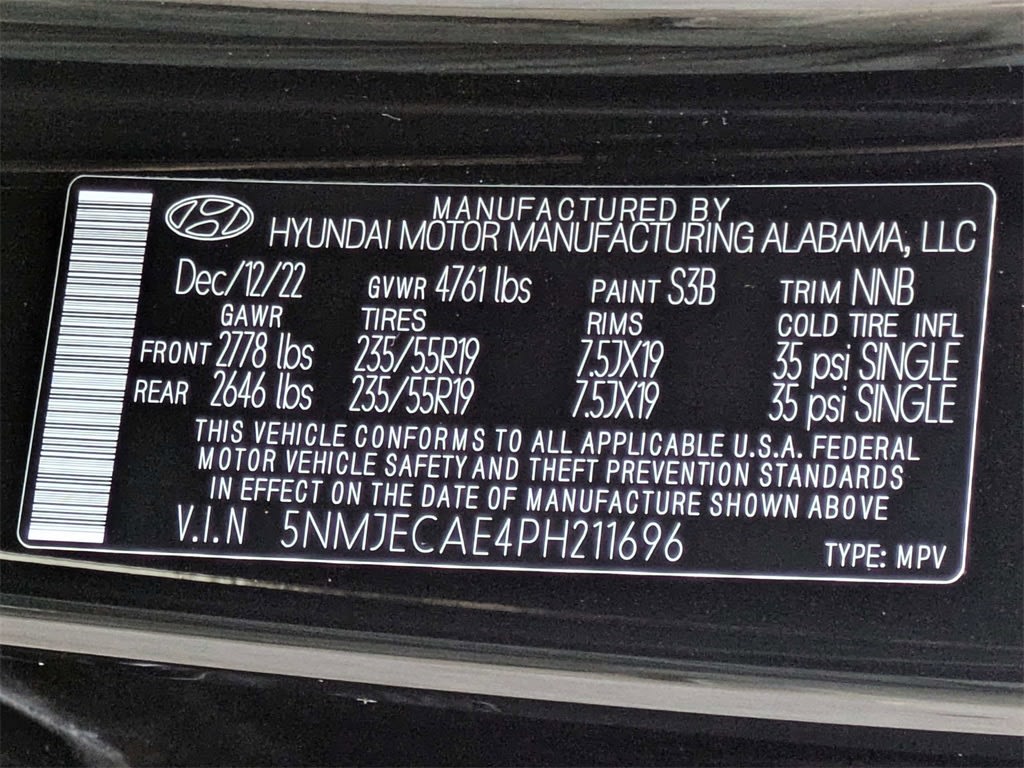 MANUFACTURED BY
HYUNDAI MOTOR MANUFACTURING ALABAMA, LLC
Dec/12/22 GVWR 4761 lbs PAINT S3B TRIM NNB
GAWR TIRES RIMS COLD TIRE INFL
FRONT 2778 lbs 235/55R19 7.5JX19 35 psi SINGLE
REAR 2646 lbs 235/55R19 7.5JX19 35 psi SINGLE
THIS VEHICLE CONFORMS TO ALL APPLICABLE U.S.A. FEDERAL
MOTOR VEHICLE SAFETY AND THEFT PREVENTION STANDARDS
IN EFFECT ON THE DATE OF MANUFACTURE SHOWN ABOVE
V.I.N 5NMJECAE4PH211696 TYPE: MPV